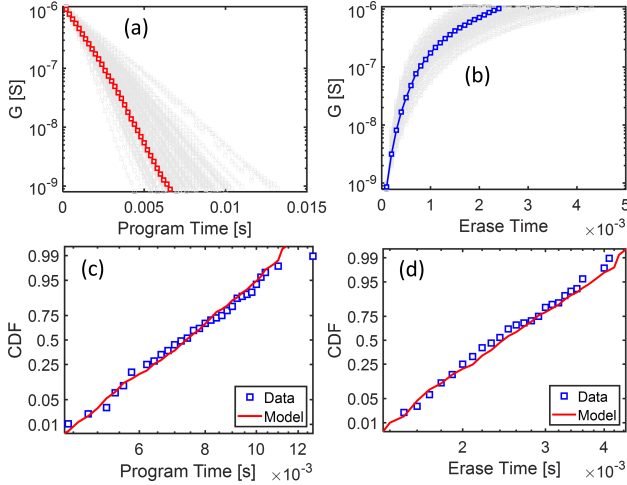 (a)
G [S]
10⁻⁶
10⁻⁷
10⁻⁸
10⁻⁹
0 0.005 0.01 0.015
Program Time [s]
(b)
G [S]
10⁻⁶
10⁻⁷
10⁻⁸
10⁻⁹
0 1 2 3 4 5
×10⁻³
Erase Time
(c)
CDF
0.99
0.95
0.75
0.5
0.25
0.05
0.01
Data
Model
6 8 10 12
×10⁻³
Program Time [s]
(d)
CDF
0.99
0.95
0.75
0.5
0.25
0.05
0.01
Data
Model
2 3 4
×10⁻³
Erase Time [s]